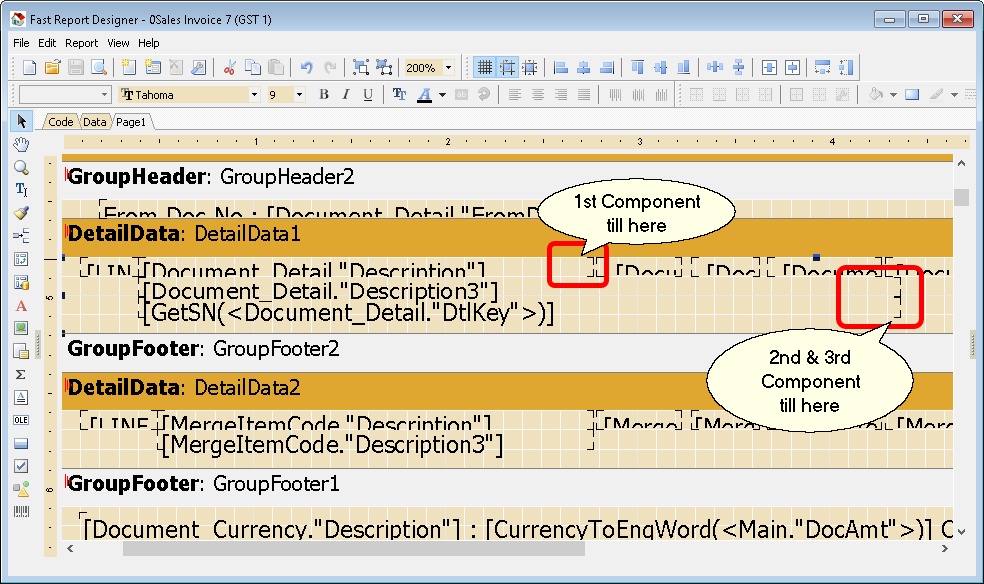 Fast Report Designer - 0Sales Invoice 7 (GST 1)
File Edit Report View Help
200%
Tahoma 9 B I U
Code Data Page1
1 2 3 4
GroupHeader: GroupHeader2
From Doc No : [Document_Detail."FromD
1st Component
till here
DetailData: DetailData1
[LIN [Document_Detail."Description"] [Docu [Doc [Docume [Docu
[Document_Detail."Description3"]
[GetSN(<Document_Detail."DtlKey">)]
5
GroupFooter: GroupFooter2
2nd & 3rd
Component
till here
DetailData: DetailData2
[LINE [MergeItemCode."Description"] [Merge [Merg [MergeI [Merg
[MergeItemCode."Description3"]
GroupFooter: GroupFooter1
6
[Document_Currency."Description"] : [CurrencyToEngWord(<Main."DocAmt">)] O
OLE